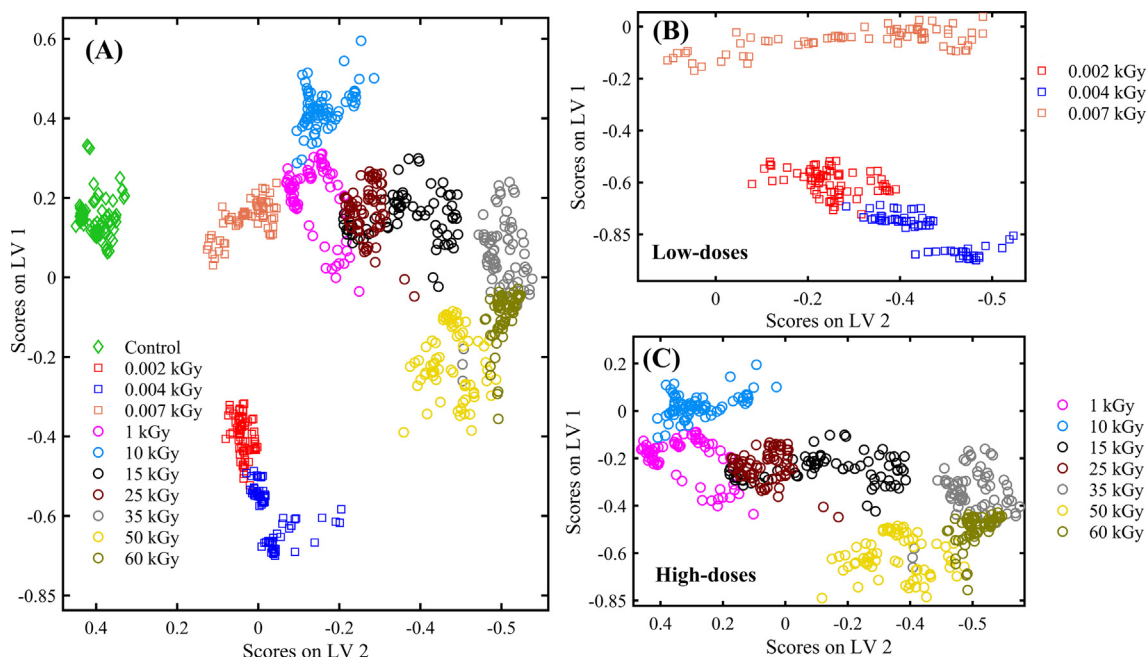 (A)
Scores on LV 1
0.6
0.4
0.2
0
-0.2
-0.4
-0.6
-0.85
Control
0.002 kGy
0.004 kGy
0.007 kGy
1 kGy
10 kGy
15 kGy
25 kGy
35 kGy
50 kGy
60 kGy
0.4 0.2 0 -0.2 -0.4 -0.5
Scores on LV 2
(B)
Scores on LV 1
0
-0.2
-0.4
-0.6
-0.85
Low-doses
0 -0.2 -0.4 -0.5
Scores on LV 2
0.002 kGy
0.004 kGy
0.007 kGy
(C)
Scores on LV 1
0.2
0
-0.2
-0.4
-0.6
-0.85
High-doses
0.4 0.2 0 -0.2 -0.4 -0.5
Scores on LV 2
1 kGy
10 kGy
15 kGy
25 kGy
35 kGy
50 kGy
60 kGy